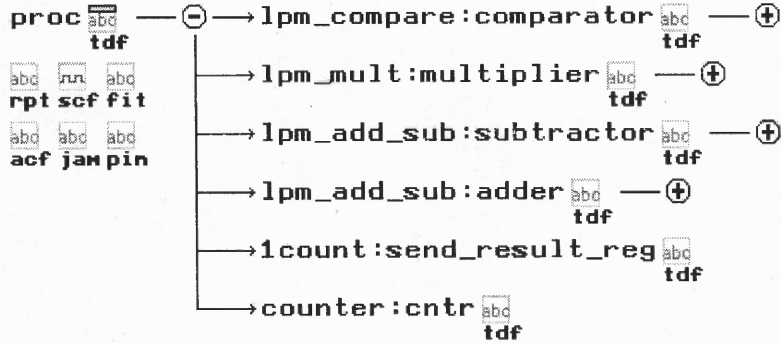 proc abc lpm_compare:comparator abc
tdf tdf
abc abc lpm_mult:multiplier abc
rpt scf fit tdf
abc abc abc lpm_add_sub:subtractor abc
acf jam pin tdf
lpm_add_sub:adder abc
tdf
1count:send_result_reg abc
tdf
counter:cntr abc
tdf